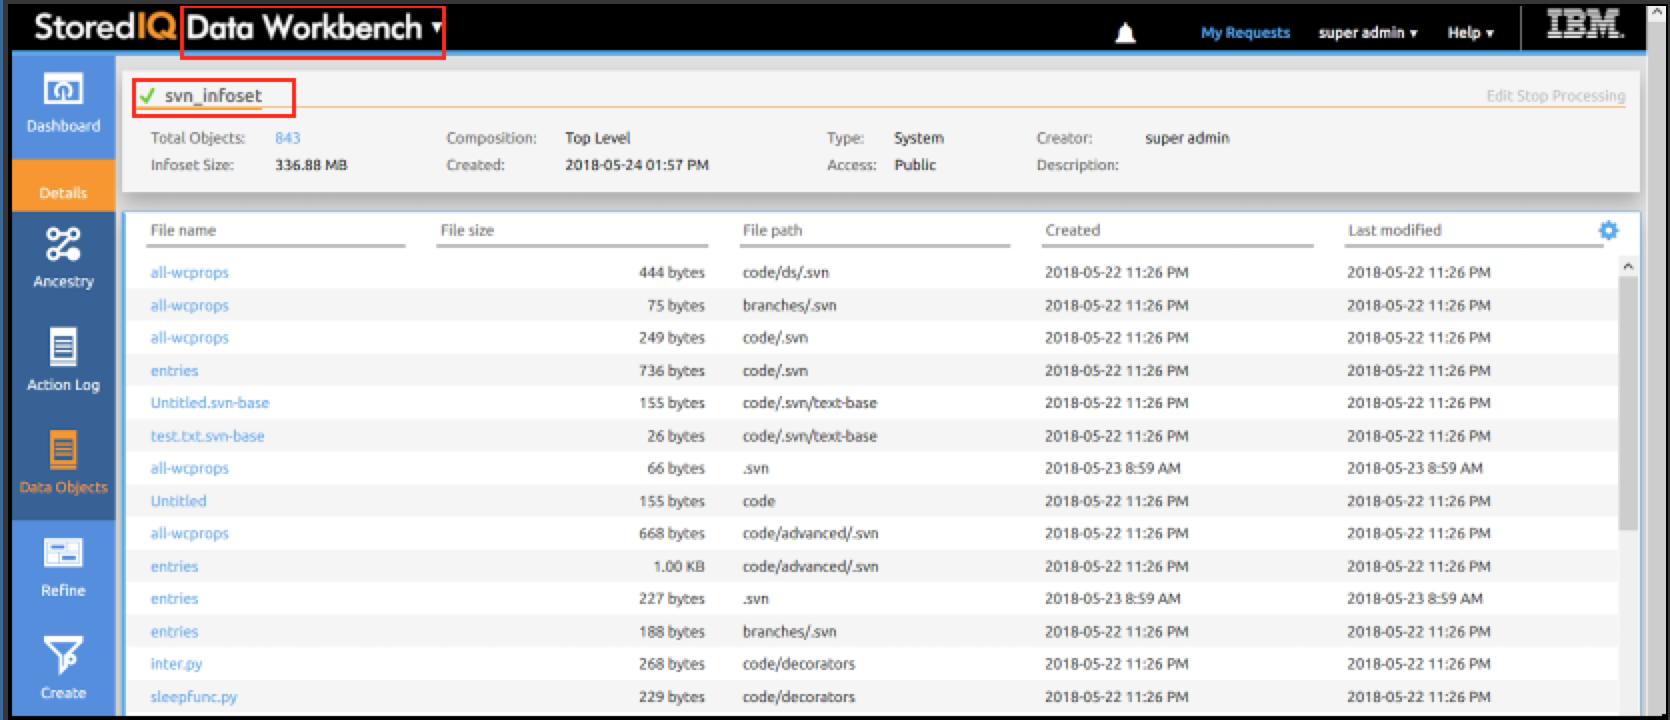 StoredIQ Data Workbench ▾ My Requests super admin ▾ Help ▾ IBM.
Dashboard
Details
Ancestry
Action Log
Data Objects
Refine
Create
svn_infoset Edit Stop Processing
Total Objects: 843 Composition: Top Level Type: System Creator: super admin
Infoset Size: 336.88 MB Created: 2018-05-24 01:57 PM Access: Public Description:
File name File size File path Created Last modified
all-wcprops 444 bytes code/ds/.svn 2018-05-22 11:26 PM 2018-05-22 11:26 PM
all-wcprops 75 bytes branches/.svn 2018-05-22 11:26 PM 2018-05-22 11:26 PM
all-wcprops 249 bytes code/.svn 2018-05-22 11:26 PM 2018-05-22 11:26 PM
entries 736 bytes code/.svn 2018-05-22 11:26 PM 2018-05-22 11:26 PM
Untitled.svn-base 155 bytes code/.svn/text-base 2018-05-22 11:26 PM 2018-05-22 11:26 PM
test.txt.svn-base 26 bytes code/.svn/text-base 2018-05-22 11:26 PM 2018-05-22 11:26 PM
all-wcprops 66 bytes .svn 2018-05-23 8:59 AM 2018-05-23 8:59 AM
Untitled 155 bytes code 2018-05-22 11:26 PM 2018-05-22 11:26 PM
all-wcprops 668 bytes code/advanced/.svn 2018-05-22 11:26 PM 2018-05-22 11:26 PM
entries 1.00 KB code/advanced/.svn 2018-05-22 11:26 PM 2018-05-22 11:26 PM
entries 227 bytes .svn 2018-05-23 8:59 AM 2018-05-23 8:59 AM
entries 188 bytes branches/.svn 2018-05-22 11:26 PM 2018-05-22 11:26 PM
inter.py 268 bytes code/decorators 2018-05-22 11:26 PM 2018-05-22 11:26 PM
sleepfunc.py 229 bytes code/decorators 2018-05-22 11:26 PM 2018-05-22 11:26 PM